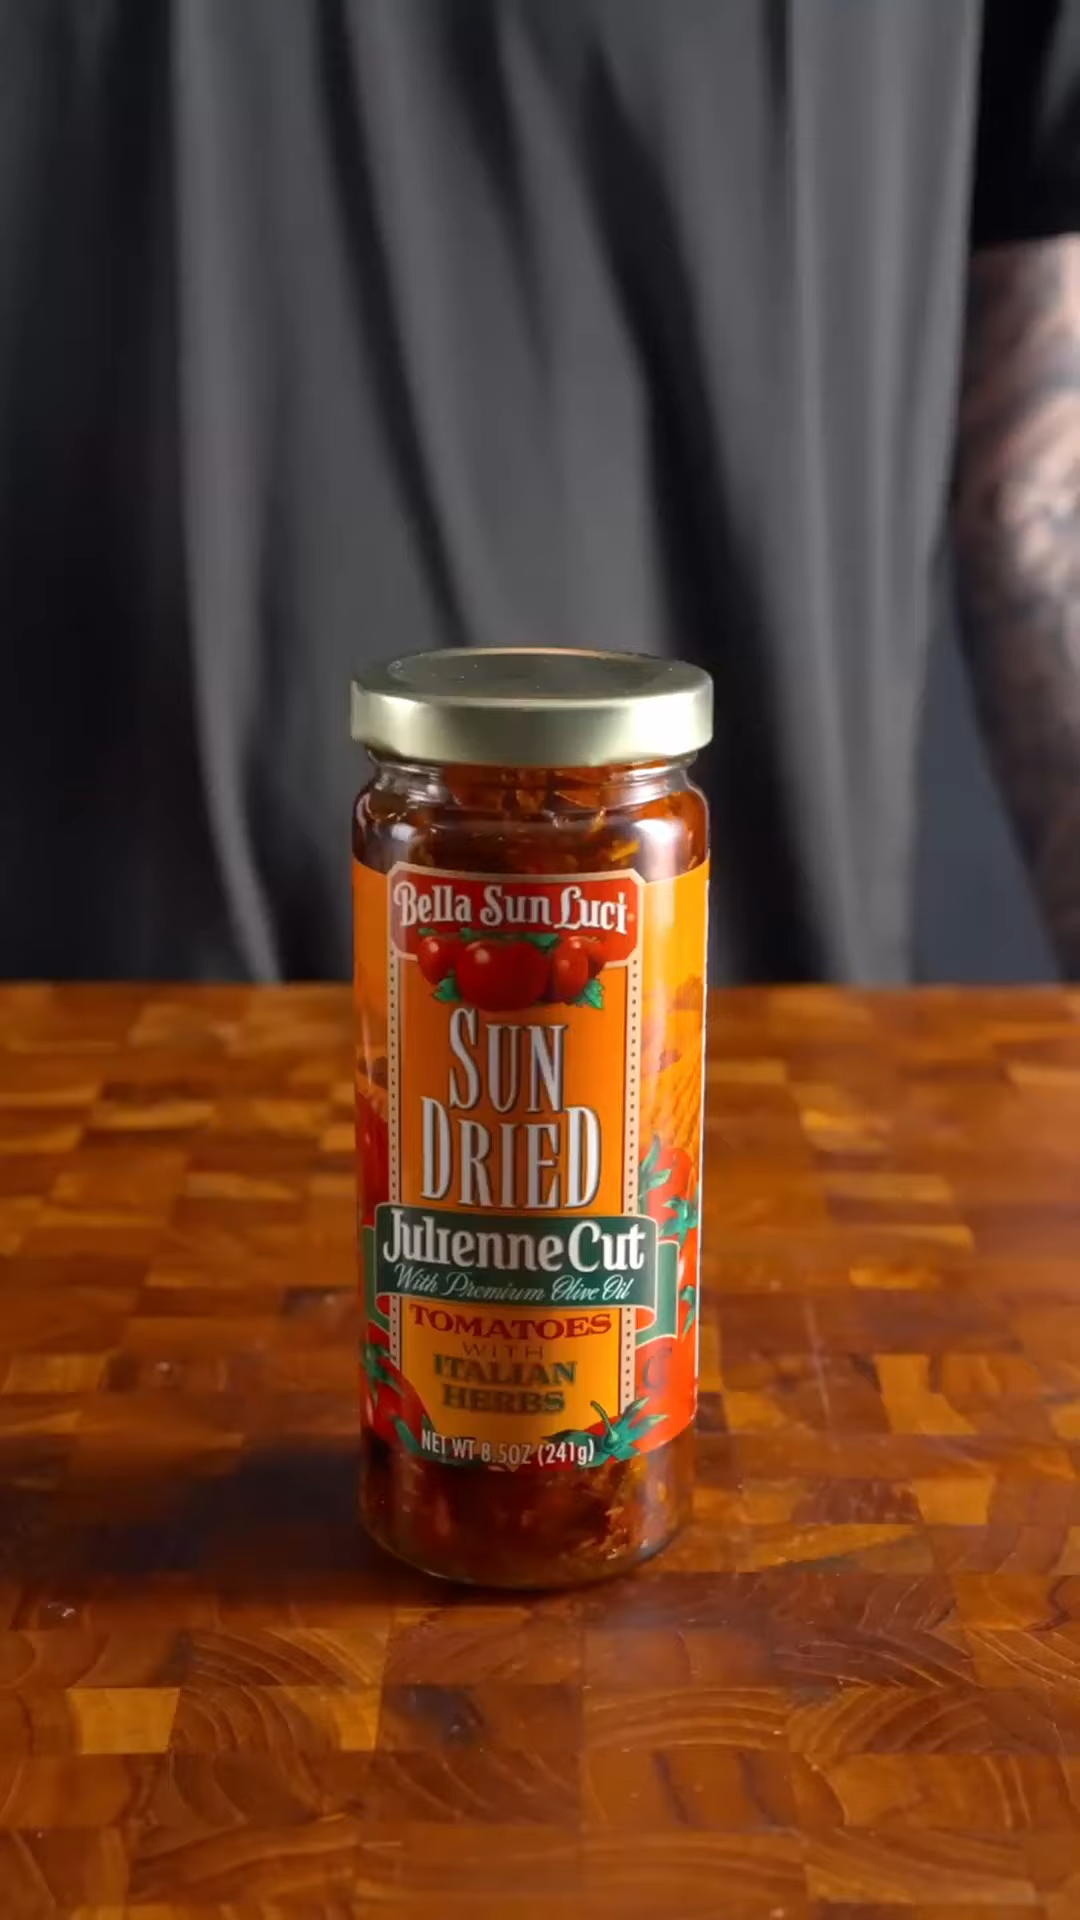 Bella Sun Luci
SUN
DRIED
Julienne Cut
With Premium Olive Oil
TOMATOES
WITH
ITALIAN
HERBS
NET WT 8.5OZ (241g)